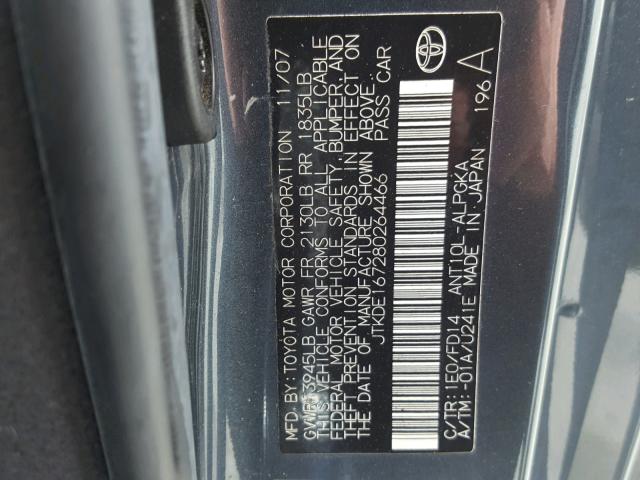 MFD. BY: TOYOTA MOTOR CORPORATION 11/07
GVWR 3945LB GAWR FR 2130LB RR 1835LB
THIS VEHICLE CONFORMS TO ALL APPLICABLE
FEDERAL MOTOR VEHICLE SAFETY, BUMPER, AND
THEFT PREVENTION STANDARDS IN EFFECT ON
THE DATE OF MANUFACTURE SHOWN ABOVE.
JTKDE167280264466 PASS CAR
C/TR: 1E0/FD14 ANT10L-ALPGKA
A/TM: -01A/U241E MADE IN JAPAN 196 A